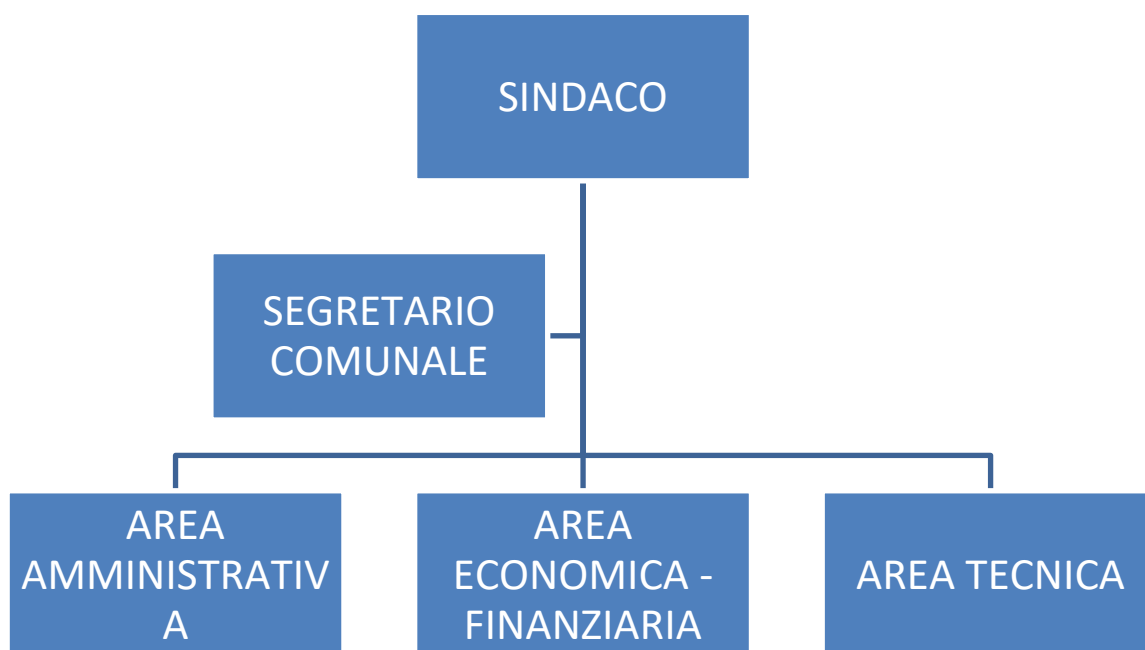 SINDACO
SEGRETARIO
COMUNALE
AREA
AMMINISTRATIV
A
AREA
ECONOMICA -
FINANZIARIA
AREA TECNICA